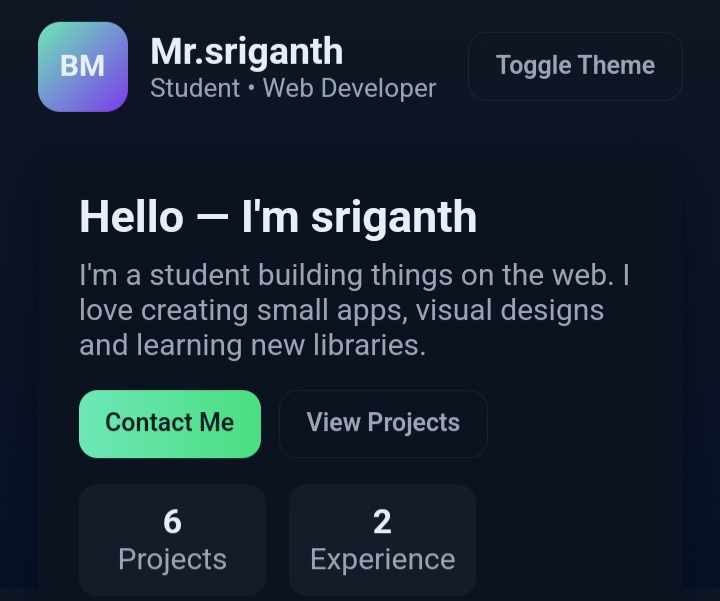 BM
Mr.sriganth
Student • Web Developer
Toggle Theme
Hello — I'm sriganth
I'm a student building things on the web. I
love creating small apps, visual designs
and learning new libraries.
Contact Me
View Projects
6
Projects
2
Experience